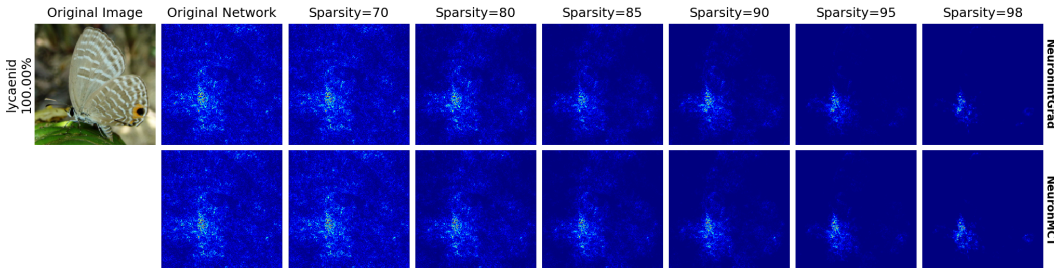 Original Image
Original Network
Sparsity=70
Sparsity=80
Sparsity=85
Sparsity=90
Sparsity=95
Sparsity=98
lycaenid
100.00%
NeuronIntGrad
NeuronMCT